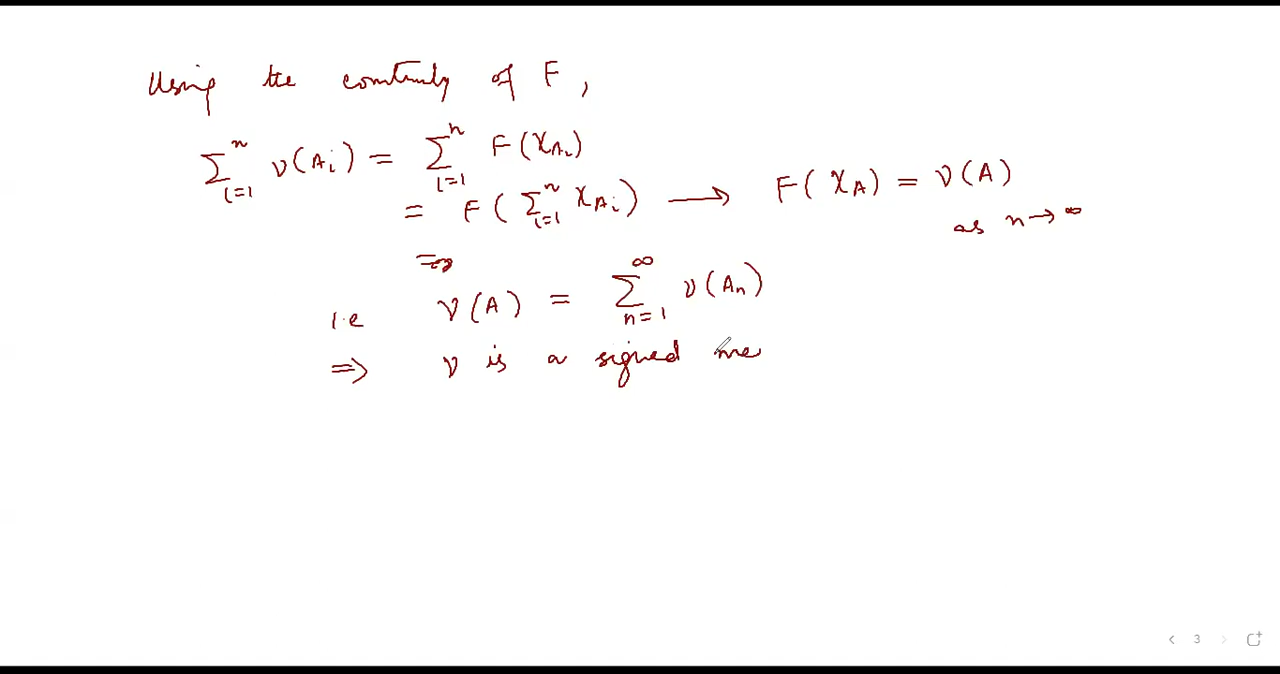 Using the continuity of F,
∑_{i=1}^{n} ν(A_i) = ∑_{i=1}^{n} F(χ_{A_i})
= F(∑_{i=1}^{n} χ_{A_i}) ⟶ F(χ_A) = ν(A)
as n → ∞
⇒
i.e ν(A) = ∑_{n=1}^{∞} ν(A_n)
⇒ ν is a signed me
3